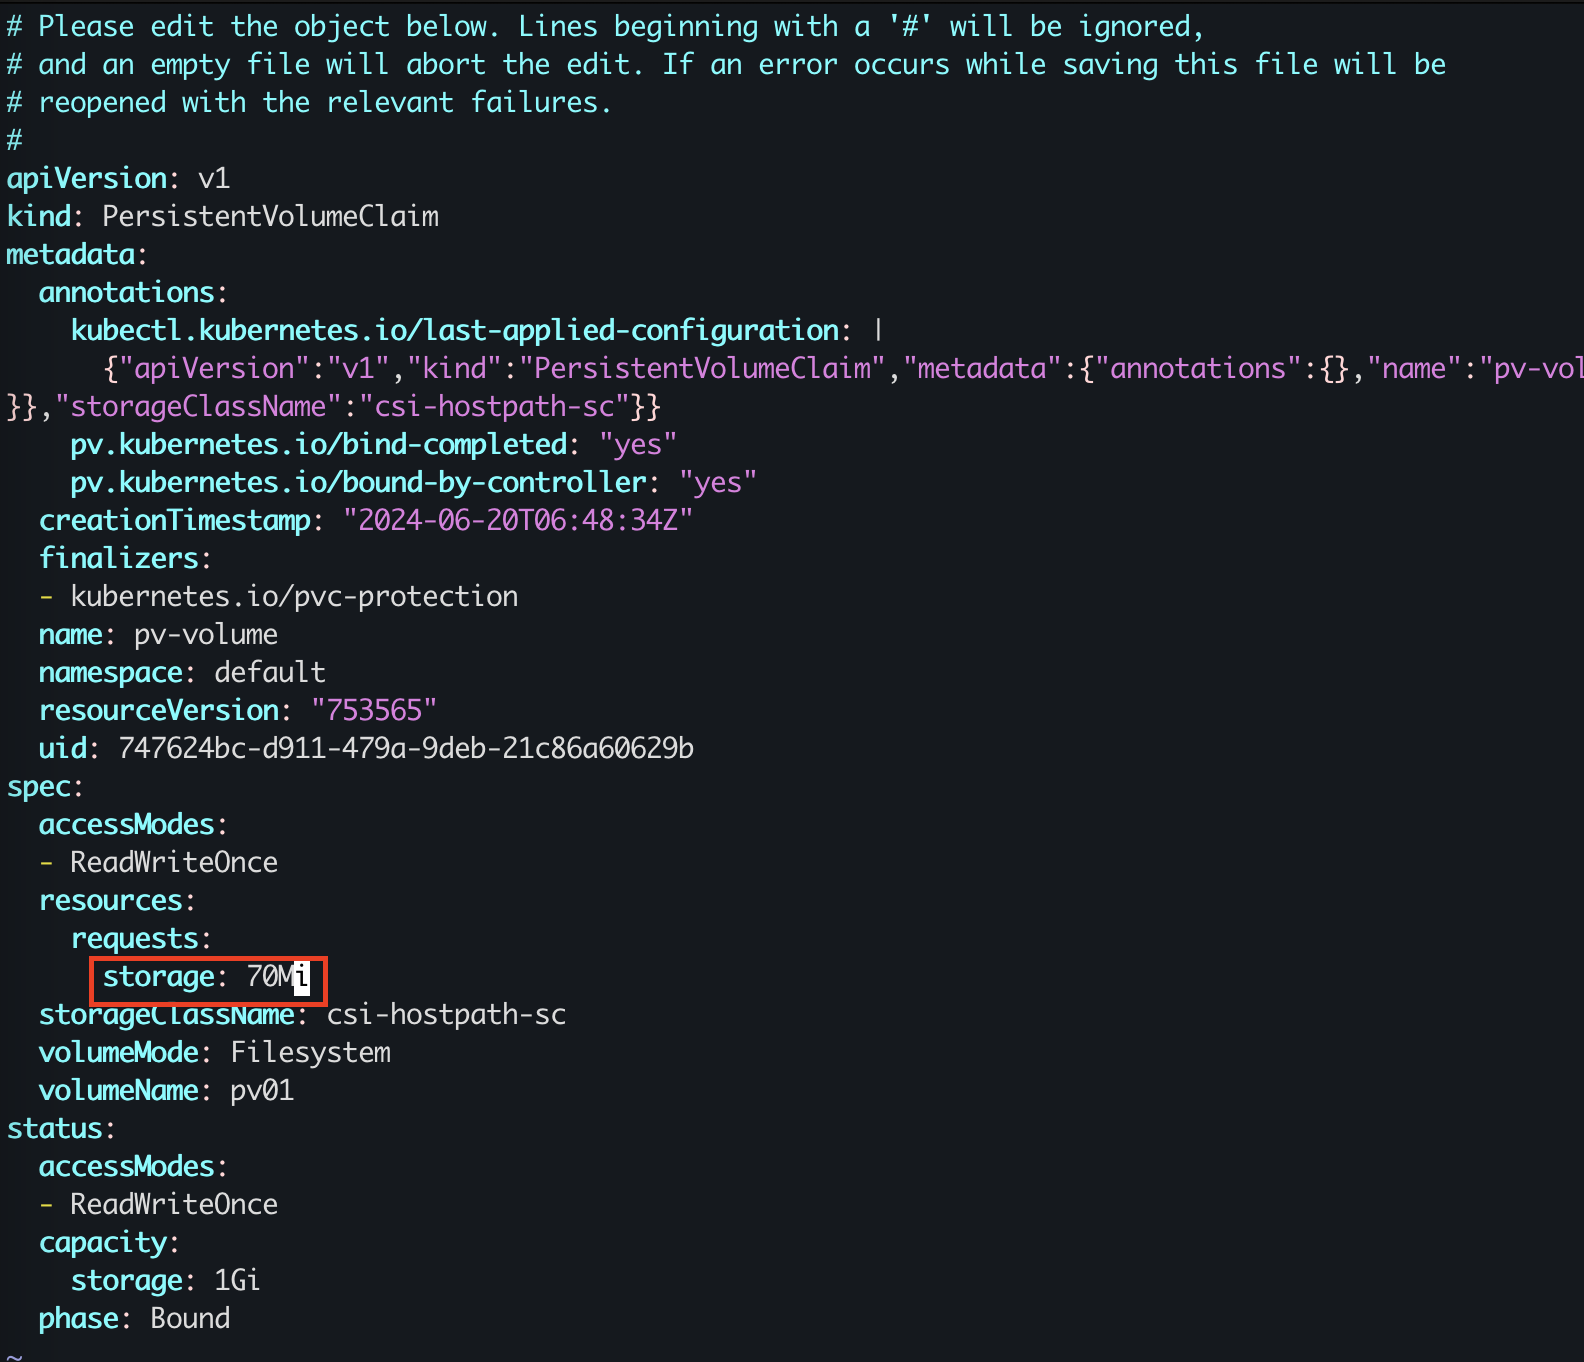 # Please edit the object below. Lines beginning with a '#' will be ignored,
# and an empty file will abort the edit. If an error occurs while saving this file will be
# reopened with the relevant failures.
#
apiVersion: v1
kind: PersistentVolumeClaim
metadata:
  annotations:
    kubectl.kubernetes.io/last-applied-configuration: |
      {"apiVersion":"v1","kind":"PersistentVolumeClaim","metadata":{"annotations":{},"name":"pv-vol
}},"storageClassName":"csi-hostpath-sc"}}
    pv.kubernetes.io/bind-completed: "yes"
    pv.kubernetes.io/bound-by-controller: "yes"
  creationTimestamp: "2024-06-20T06:48:34Z"
  finalizers:
  - kubernetes.io/pvc-protection
  name: pv-volume
  namespace: default
  resourceVersion: "753565"
  uid: 747624bc-d911-479a-9deb-21c86a60629b
spec:
  accessModes:
  - ReadWriteOnce
  resources:
    requests:
      storage: 70Mi
  storageClassName: csi-hostpath-sc
  volumeMode: Filesystem
  volumeName: pv01
status:
  accessModes:
  - ReadWriteOnce
  capacity:
    storage: 1Gi
  phase: Bound
~